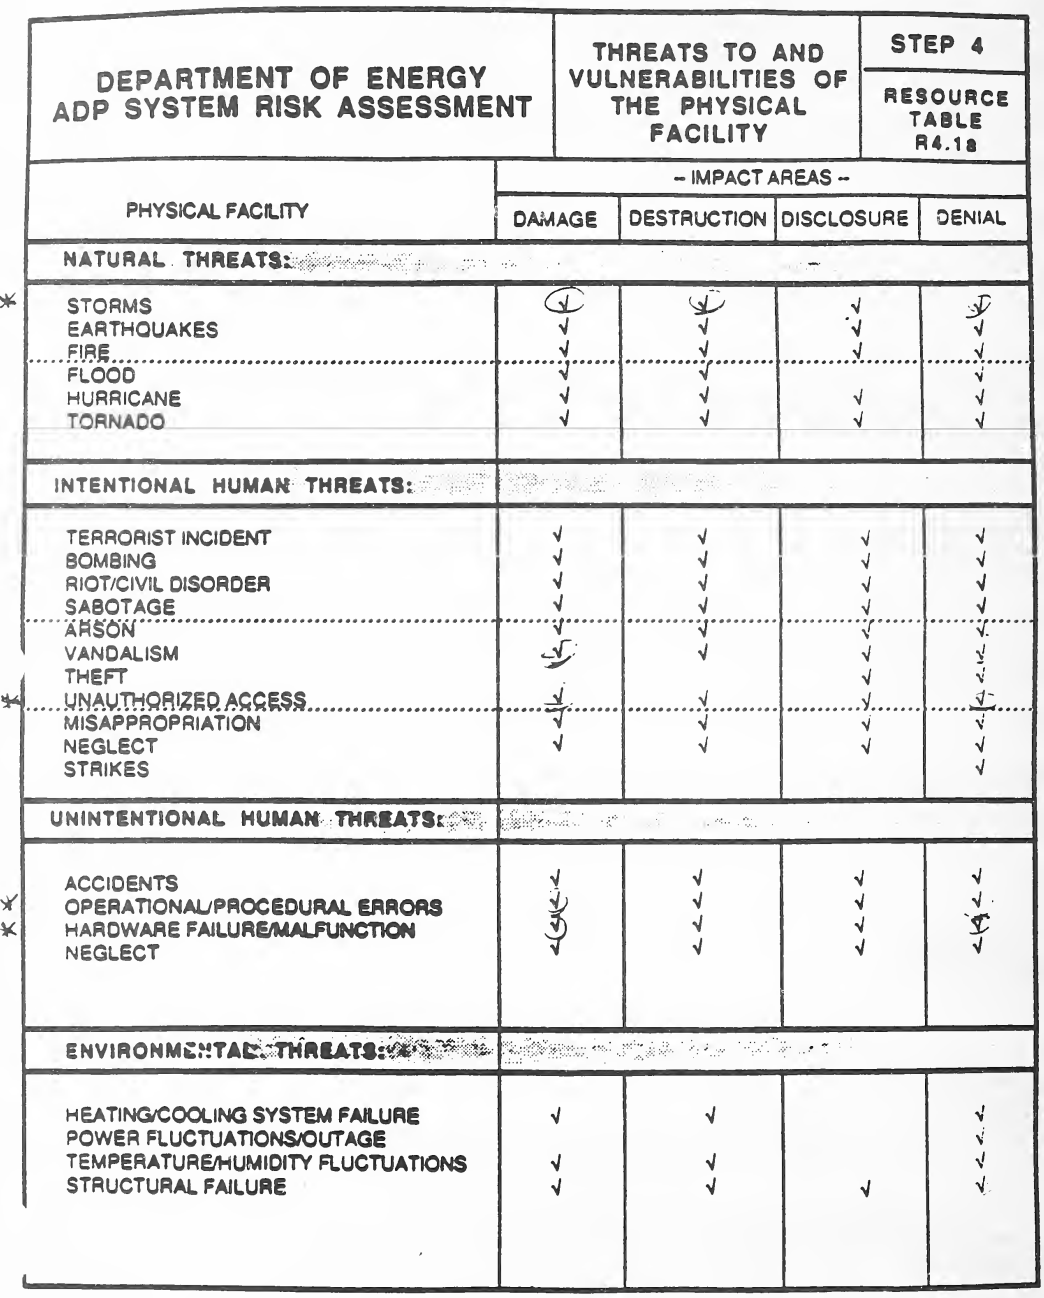 DEPARTMENT OF ENERGY
ADP SYSTEM RISK ASSESSMENT
THREATS TO AND
VULNERABILITIES OF
THE PHYSICAL
FACILITY
STEP 4
RESOURCE
TABLE
R4.1a
PHYSICAL FACILITY
– IMPACT AREAS –
DAMAGE DESTRUCTION DISCLOSURE DENIAL
NATURAL THREATS:
* STORMS ✓ ✓ ✓ ✓
EARTHQUAKES ✓ ✓ ✓ ✓
FIRE ✓ ✓ ✓ ✓
FLOOD ✓ ✓ ✓
HURRICANE ✓ ✓ ✓ ✓
TORNADO ✓ ✓ ✓ ✓
INTENTIONAL HUMAN THREATS:
TERRORIST INCIDENT ✓ ✓ ✓ ✓
BOMBING ✓ ✓ ✓ ✓
RIOT/CIVIL DISORDER ✓ ✓ ✓ ✓
SABOTAGE ✓ ✓ ✓ ✓
ARSON ✓ ✓ ✓ ✓
VANDALISM ✓ ✓ ✓ ✓
THEFT ✓ ✓
* UNAUTHORIZED ACCESS ✓ ✓ ✓ ✓
MISAPPROPRIATION ✓ ✓ ✓ ✓
NEGLECT ✓ ✓ ✓ ✓
STRIKES ✓
UNINTENTIONAL HUMAN THREATS:
ACCIDENTS ✓ ✓ ✓ ✓
* OPERATIONAL/PROCEDURAL ERRORS ✓ ✓ ✓ ✓
* HARDWARE FAILURE/MALFUNCTION ✓ ✓ ✓ ✓
NEGLECT ✓ ✓ ✓ ✓
ENVIRONMENTAL THREATS:
HEATING/COOLING SYSTEM FAILURE ✓ ✓ ✓
POWER FLUCTUATIONS/OUTAGE ✓
TEMPERATURE/HUMIDITY FLUCTUATIONS ✓ ✓ ✓
STRUCTURAL FAILURE ✓ ✓ ✓ ✓